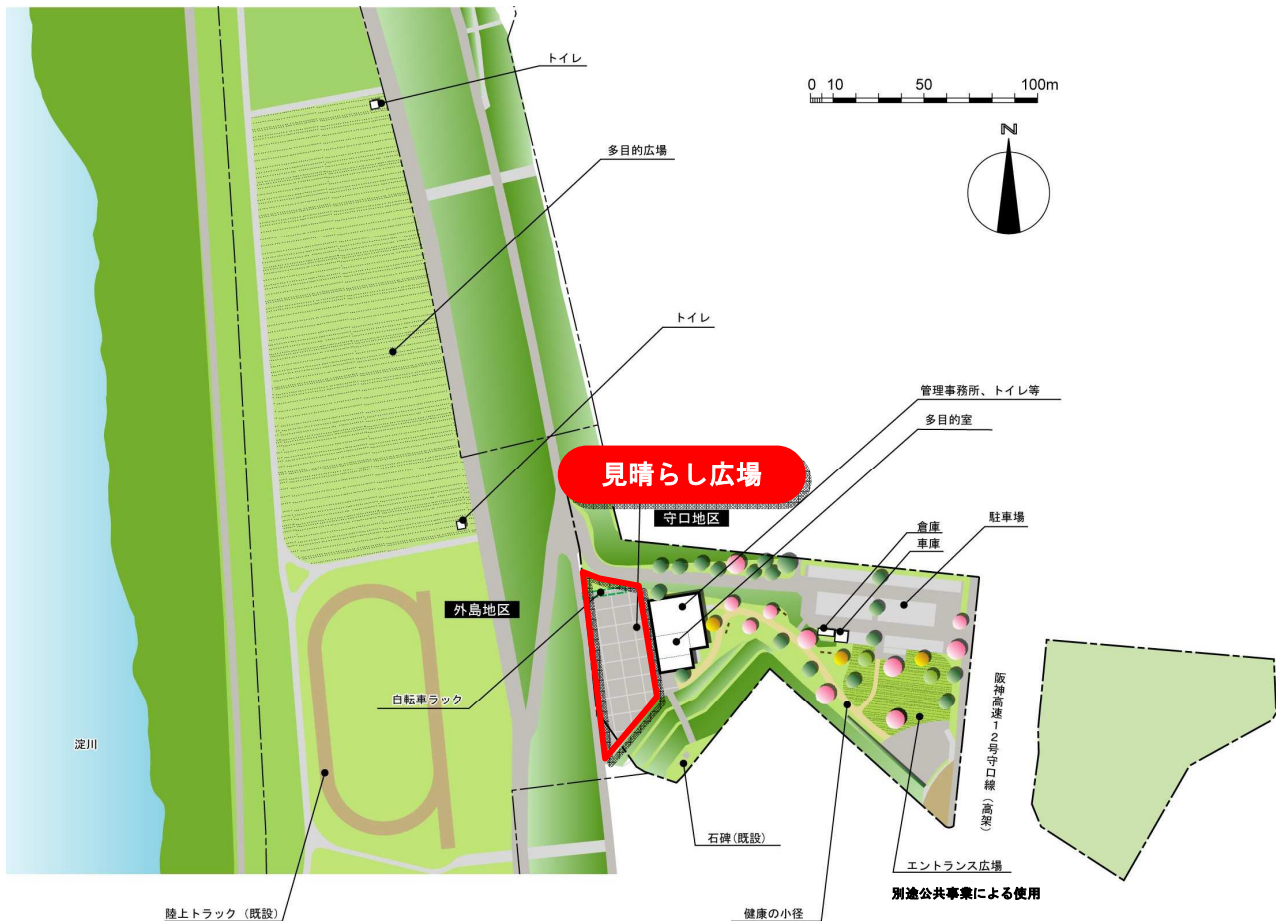 トイレ
0 10 50 100m
N
多目的広場
トイレ
管理事務所、トイレ等
多目的室
見晴らし広場
守口地区
倉庫
車庫
駐車場
外島地区
自転車ラック
淀川
阪神高速12号守口線（高架）
石碑(既設)
エントランス広場
別途公共事業による使用
陸上トラック（既設）
健康の小径